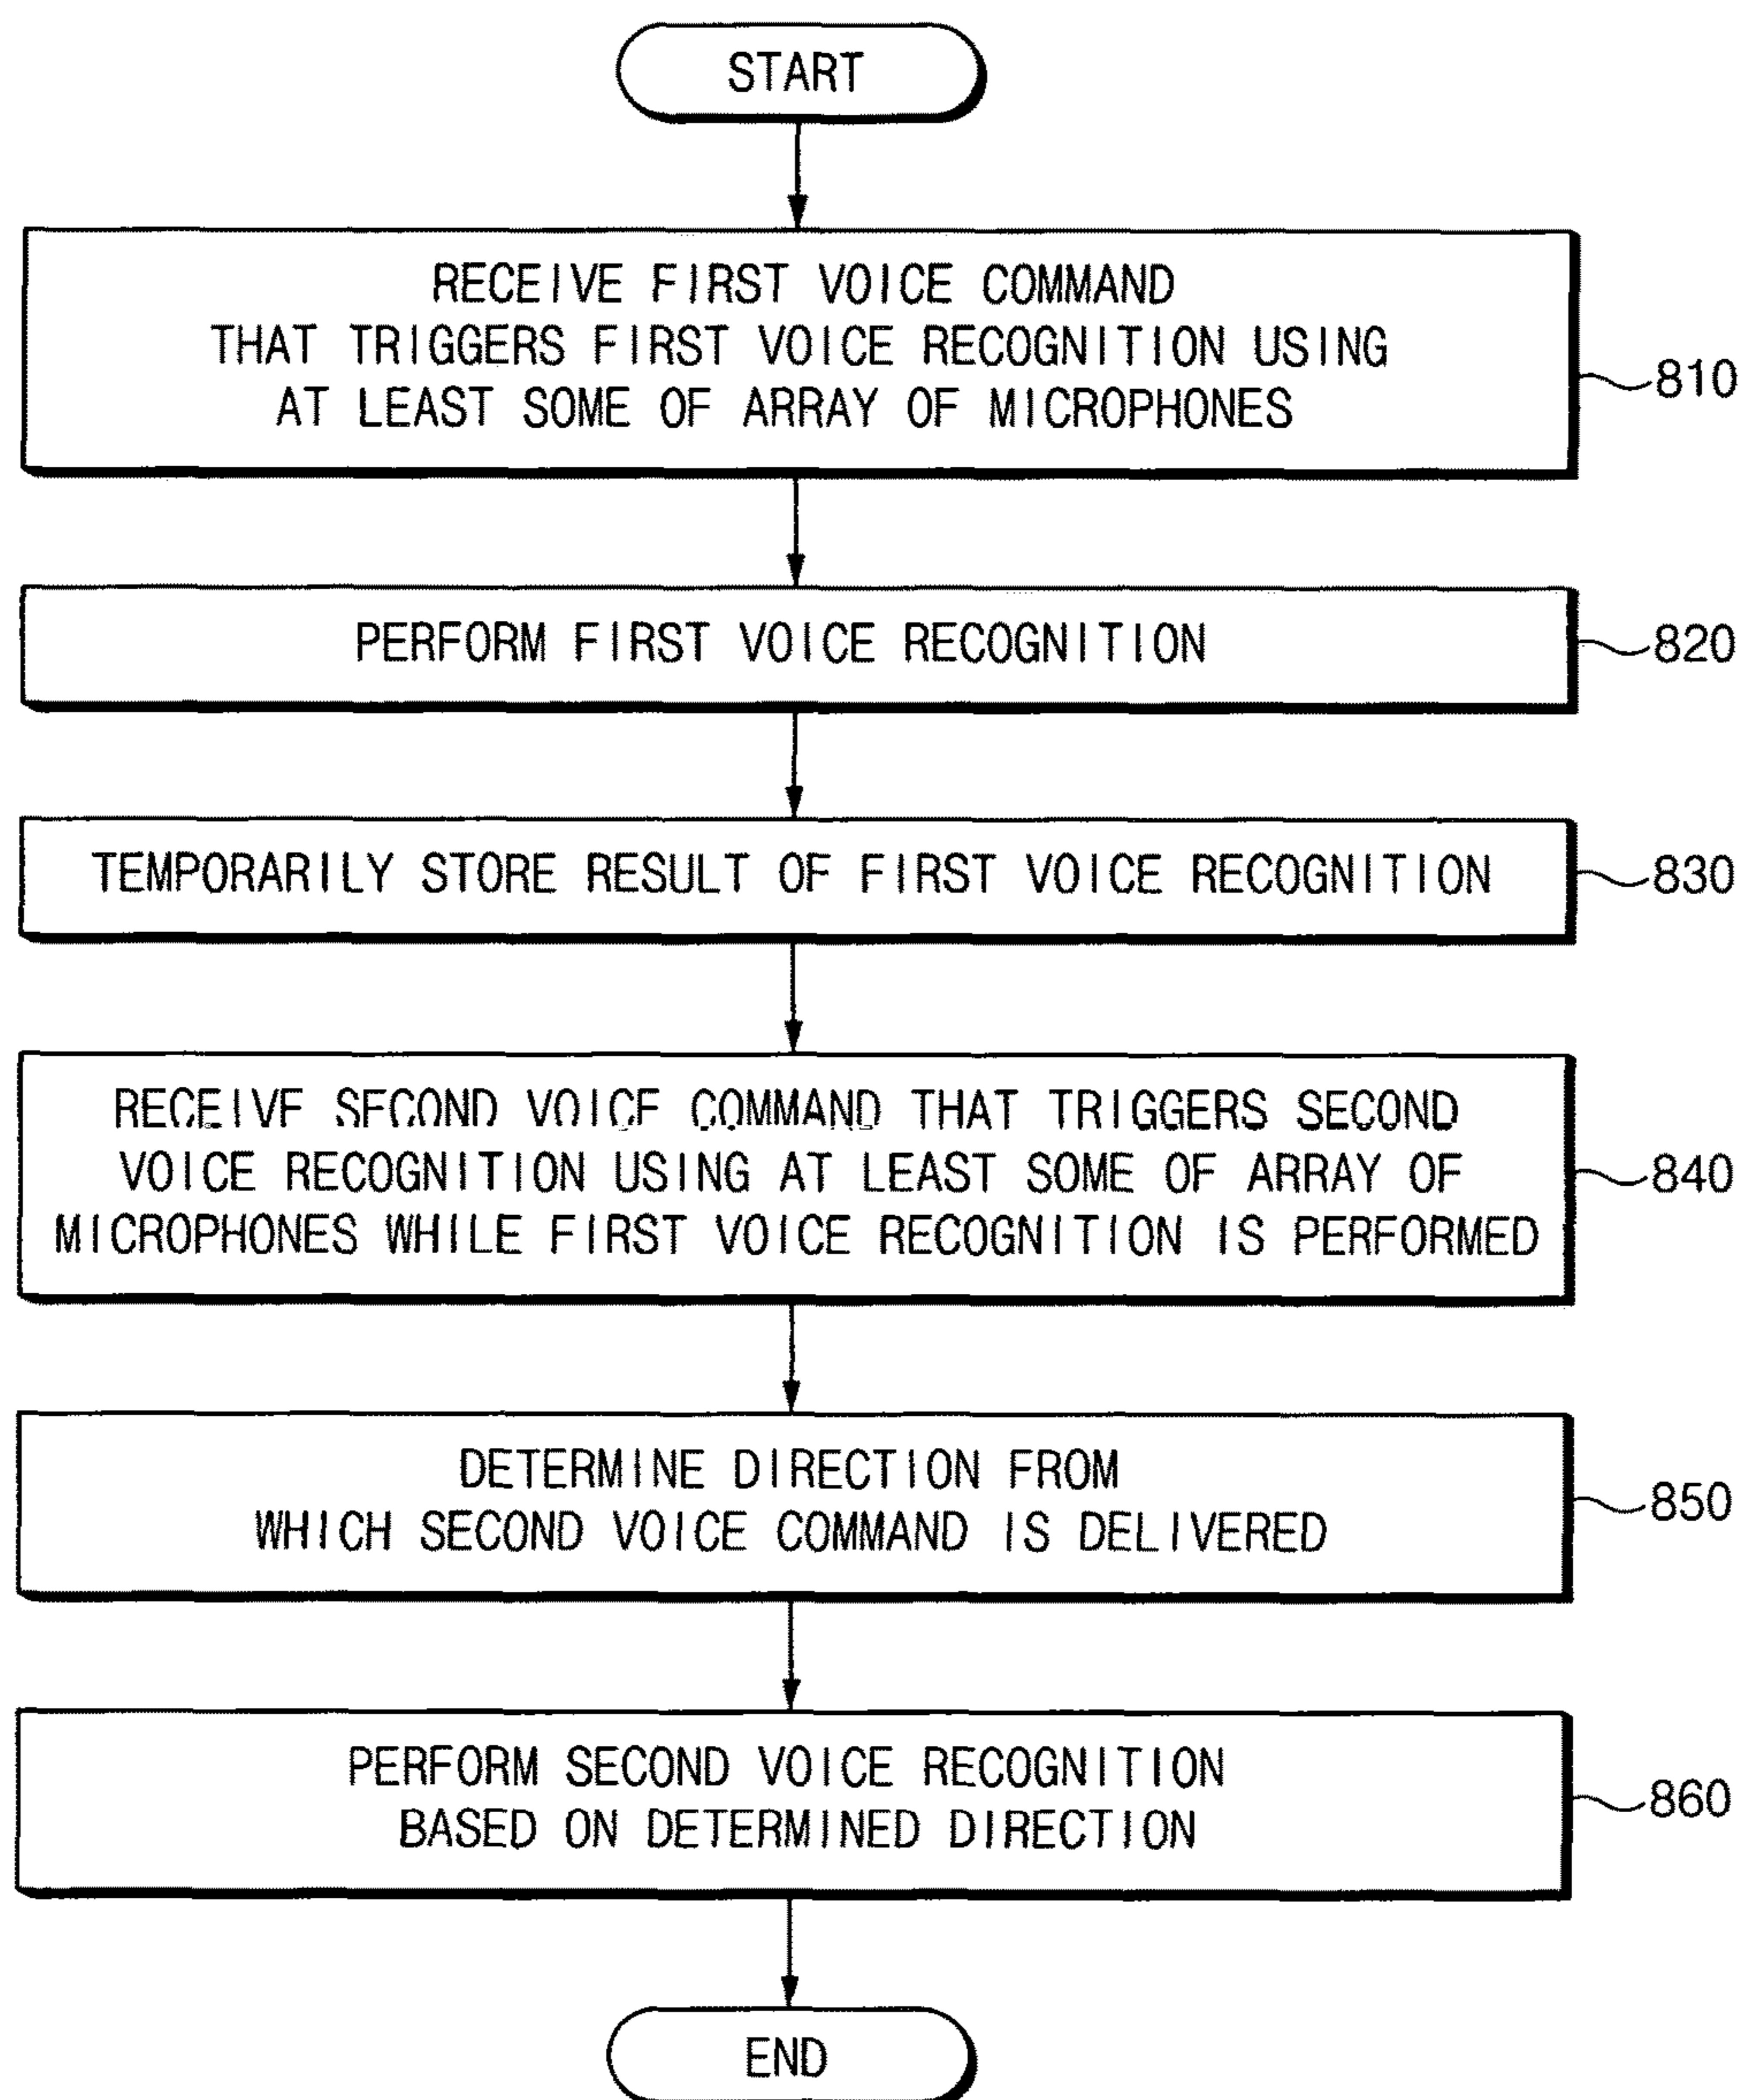 START
RECEIVE FIRST VOICE COMMAND
THAT TRIGGERS FIRST VOICE RECOGNITION USING
AT LEAST SOME OF ARRAY OF MICROPHONES
810
PERFORM FIRST VOICE RECOGNITION
820
TEMPORARILY STORE RESULT OF FIRST VOICE RECOGNITION
830
RECEIVE SECOND VOICE COMMAND THAT TRIGGERS SECOND
VOICE RECOGNITION USING AT LEAST SOME OF ARRAY OF
MICROPHONES WHILE FIRST VOICE RECOGNITION IS PERFORMED
840
DETERMINE DIRECTION FROM
WHICH SECOND VOICE COMMAND IS DELIVERED
850
PERFORM SECOND VOICE RECOGNITION
BASED ON DETERMINED DIRECTION
860
END